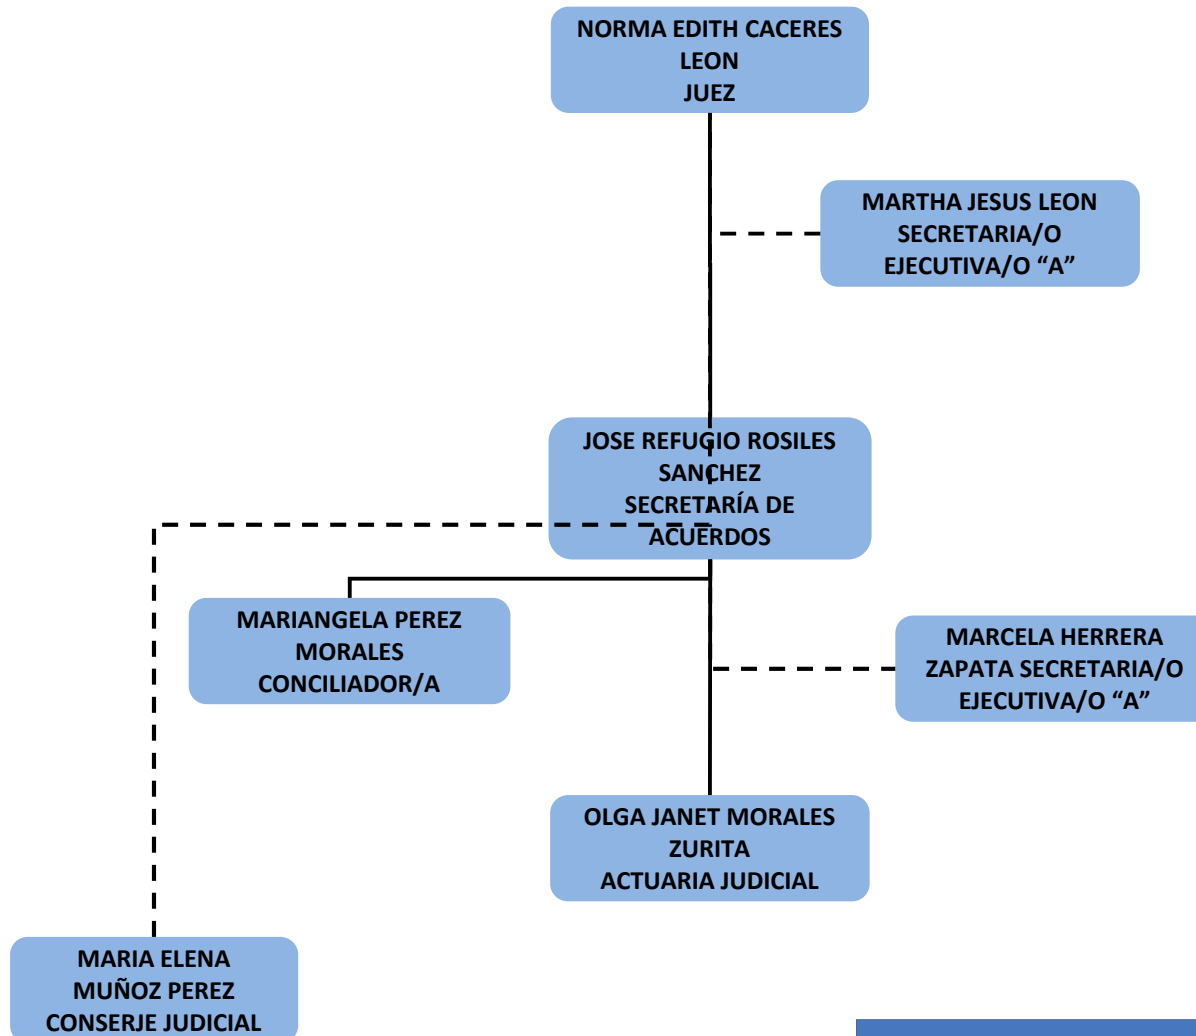 NORMA EDITH CACERES
LEON
JUEZ
MARTHA JESUS LEON
SECRETARIA/O
EJECUTIVA/O “A”
JOSE REFUGIO ROSILES
SANCHEZ
SECRETARÍA DE
ACUERDOS
MARIANGELA PEREZ
MORALES
CONCILIADOR/A
MARCELA HERRERA
ZAPATA SECRETARIA/O
EJECUTIVA/O “A”
OLGA JANET MORALES
ZURITA
ACTUARIA JUDICIAL
MARIA ELENA
MUÑOZ PEREZ
CONSERJE JUDICIAL